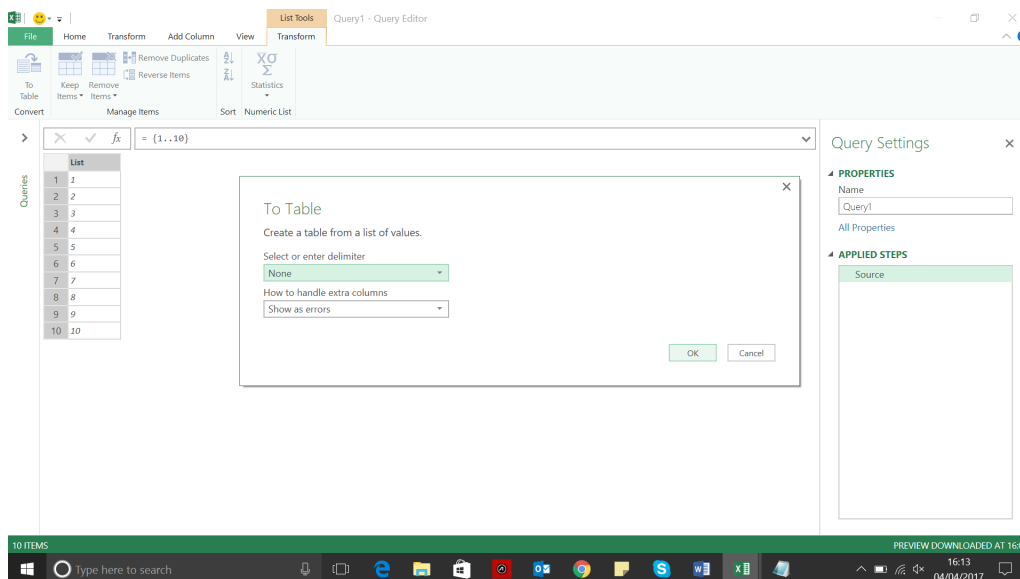 List Tools
Query1 - Query Editor
File Home Transform Add Column View Transform
To Table
Keep Items
Remove Items
Remove Duplicates
Reverse Items
Statistics
Convert Manage Items Sort Numeric List
fx = {1..10}
Queries
List
1 1
2 2
3 3
4 4
5 5
6 6
7 7
8 8
9 9
10 10
To Table
Create a table from a list of values.
Select or enter delimiter
None
How to handle extra columns
Show as errors
OK Cancel
Query Settings
PROPERTIES
Name
Query1
All Properties
APPLIED STEPS
Source
10 ITEMS
PREVIEW DOWNLOADED AT 16:
Type here to search
16:13
04/04/2017